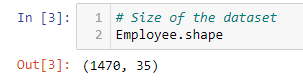 In [3]: 1 # Size of the dataset
2 Employee.shape
Out[3]: (1470, 35)